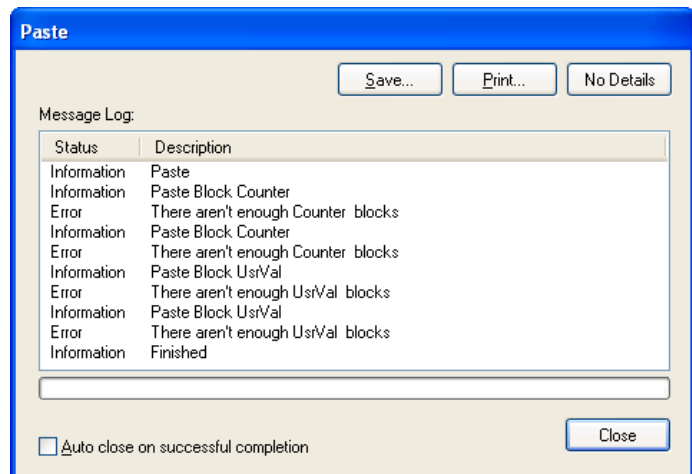 Paste
Save... Print... No Details
Message Log:
Status Description
Information Paste
Information Paste Block Counter
Error There aren't enough Counter blocks
Information Paste Block Counter
Error There aren't enough Counter blocks
Information Paste Block UsrVal
Error There aren't enough UsrVal blocks
Information Paste Block UsrVal
Error There aren't enough UsrVal blocks
Information Finished
Close
Auto close on successful completion